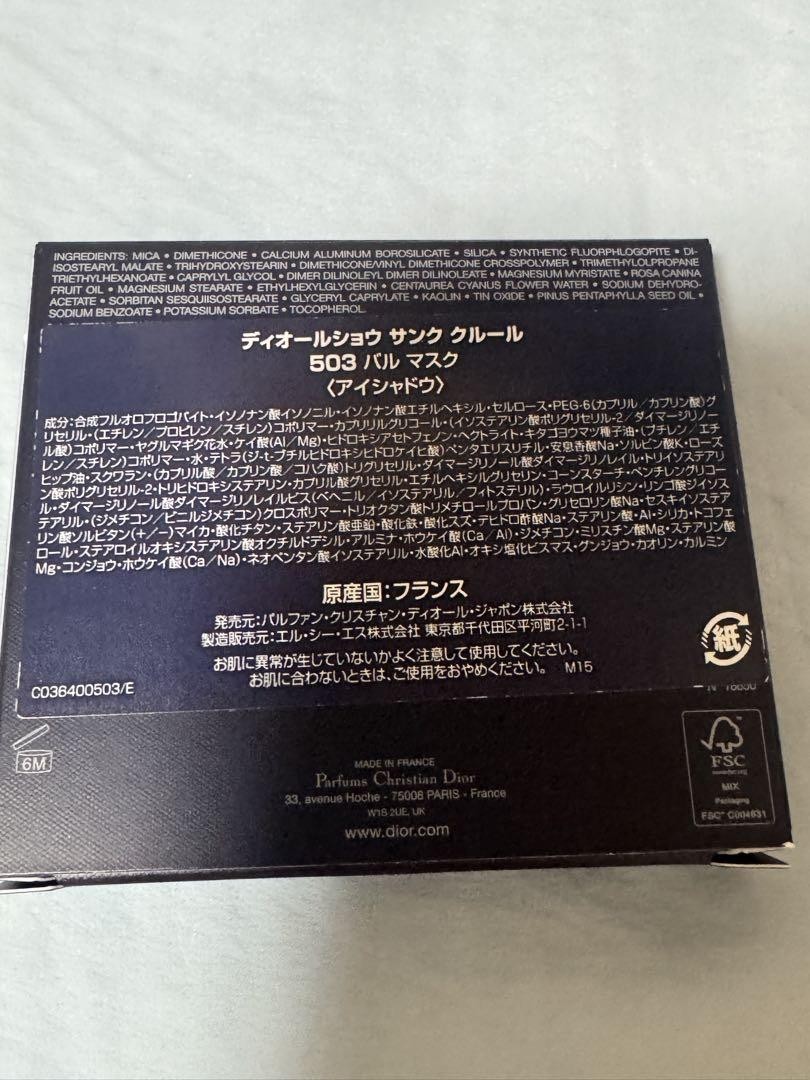 INGREDIENTS: MICA • DIMETHICONE • CALCIUM ALUMINUM BOROSILICATE • SILICA • SYNTHETIC FLUORPHLOGOPITE • DI-
ISOSTEARYL MALATE • TRIHYDROXYSTEARIN • DIMETHICONE/VINYL DIMETHICONE CROSSPOLYMER • TRIMETHYLOLPROPANE
TRIETHYLHEXANOATE • CAPRYLYL GLYCOL • DIMER DILINOLEYL DIMER DILINOLEATE • MAGNESIUM MYRISTATE • ROSA CANINA
FRUIT OIL • MAGNESIUM STEARATE • ETHYLHEXYLGLYCERIN • CENTAUREA CYANUS FLOWER WATER • SODIUM DEHYDRO-
ACETATE • SORBITAN SESQUIISOSTEARATE • GLYCERYL CAPRYLATE • KAOLIN • TIN OXIDE • PINUS PENTAPHYLLA SEED OIL •
SODIUM BENZOATE • POTASSIUM SORBATE • TOCOPHEROL.
ディオールショウ サンク クルール
503 バル マスク
〈アイシャドウ〉
成分:合成フルオロフロゴパイト・イソノナン酸イソノニル・イソノナン酸エチルヘキシル・セルロース・PEG-6(カプリル/カプリン酸)グ
リセリル・(エチレン/プロピレン/スチレン)コポリマー・カプリリルグリコール・(イソステアリン酸ポリグリセリル-2/ダイマージリノー
ル酸)コポリマー・ヤグルマギク花水・ケイ酸(Al/Mg)・ヒドロキシアセトフェノン・ヘクトライト・キタゴヨウマツ種子油・(ブチレン/エチ
レン/スチレン)コポリマー・水・テトラ(ジ-t-ブチルヒドロキシヒドロケイヒ酸)ペンタエリスリチル・安息香酸Na・ソルビン酸K・ローズ
ヒップ油・スクワラン・(カプリル酸/カプリン酸/コハク酸)トリグリセリル・ダイマージリノール酸ダイマージリノレイル・トリイソステア
リン酸ポリグリセリル-2・トリヒドロキシステアリン・カプリル酸グリセリル・エチルヘキシルグリセリン・コーンスターチ・ペンチレングリコー
ル・ダイマージリノール酸ダイマージリノレイルビス(ベヘニル/イソステアリル/フィトステリル)・ラウロイルリシン・リンゴ酸ジイソス
テアリル・(ジメチコン/ビニルジメチコン)クロスポリマー・トリオクタン酸トリメチロールプロパン・グリセロリン酸Na・セスキイソステア
リン酸ソルビタン(+/-)マイカ・酸化チタン・ステアリン酸亜鉛・酸化鉄・酸化スズ・デヒドロ酢酸Na・ステアリン酸・Al・シリカ・トコフェ
ロール・ステアロイルオキシステアリン酸オクチルドデシル・アルミナ・ホウケイ酸(Ca/Al)・ジメチコン・ミリスチン酸Mg・ステアリン酸
Mg・コンジョウ・ホウケイ酸(Ca/Na)・ネオペンタン酸イソステアリル・水酸化Al・オキシ塩化ビスマス・グンジョウ・カオリン・カルミン
原産国:フランス
発売元:パルファン・クリスチャン・ディオール・ジャポン株式会社
製造販売元:エル・シー・エス株式会社 東京都千代田区平河町2-1-1
お肌に異常が生じていないかよく注意して使用してください。
お肌に合わないときは、ご使用をおやめください。 M15
C036400503/E
紙
6M
MADE IN FRANCE
Parfums Christian Dior
33, avenue Hoche - 75008 PARIS - France
W1S 2UE, UK
www.dior.com
FSC
www.fsc.org
MIX
Packaging
FSC™ C004631